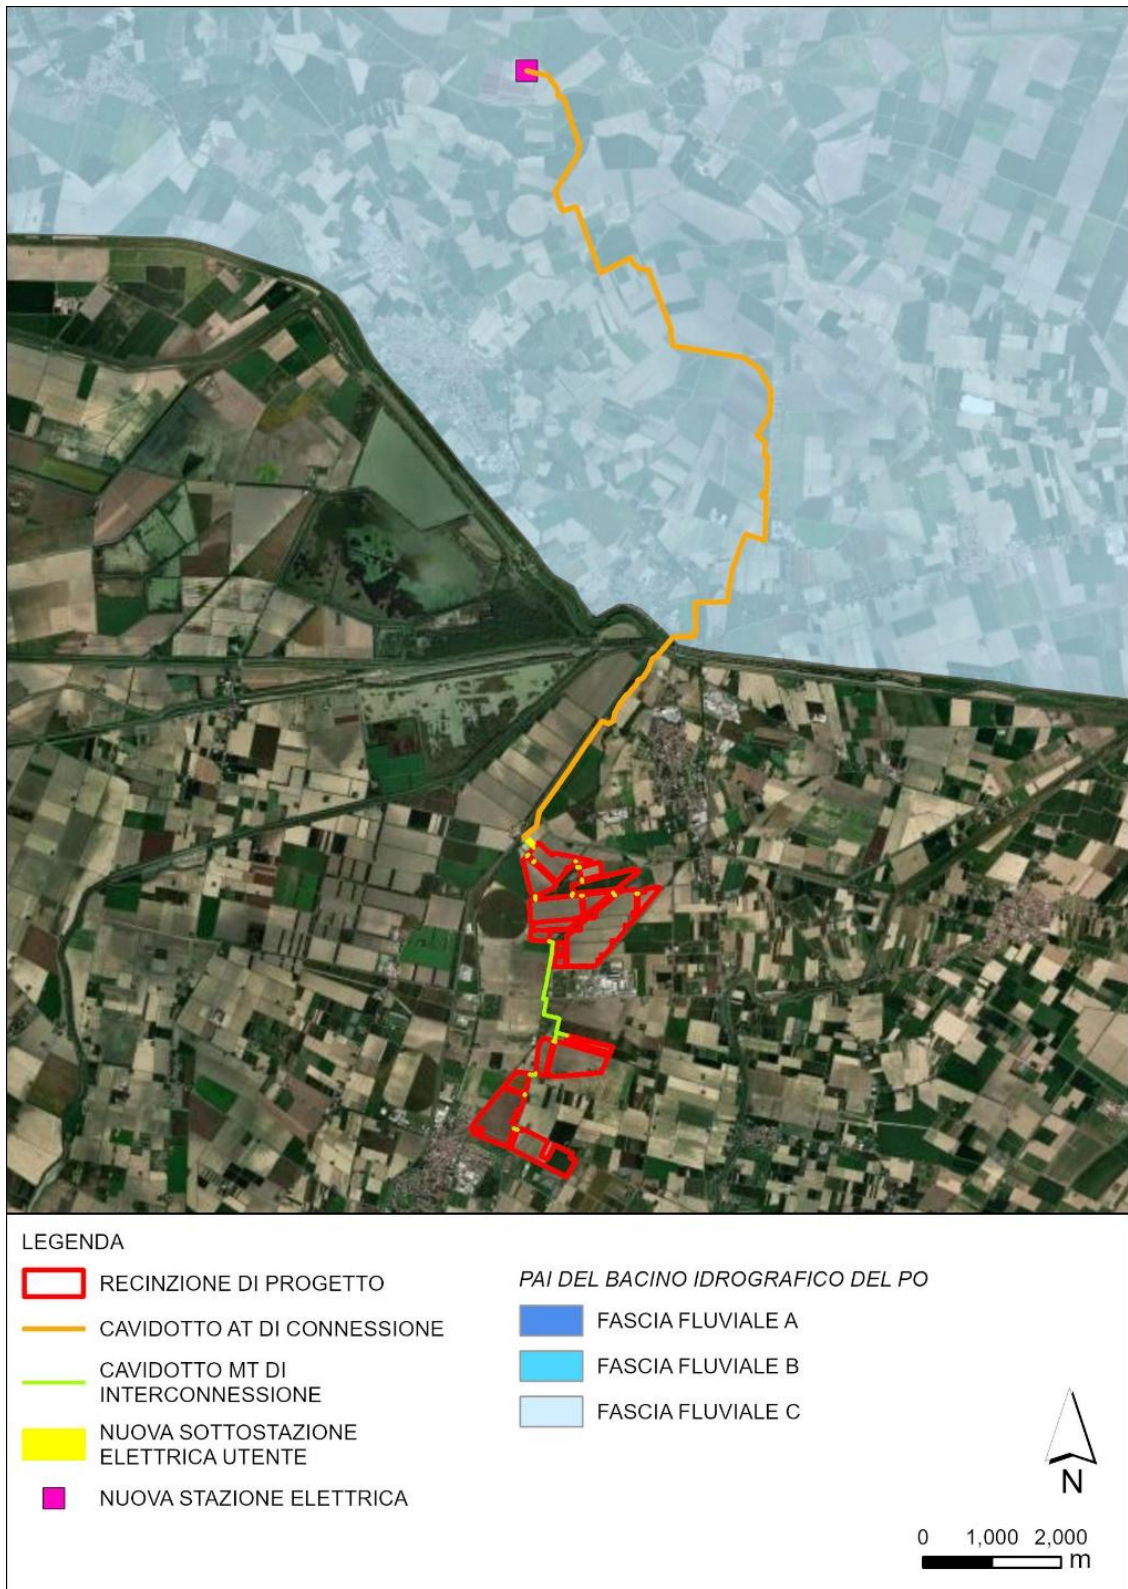 LEGENDA
RECINZIONE DI PROGETTO
CAVIDOTTO AT DI CONNESSIONE
CAVIDOTTO MT DI
INTERCONNESSIONE
NUOVA SOTTOSTAZIONE
ELETTRICA UTENTE
NUOVA STAZIONE ELETTRICA
PAI DEL BACINO IDROGRAFICO DEL PO
FASCIA FLUVIALE A
FASCIA FLUVIALE B
FASCIA FLUVIALE C
N
0 1,000 2,000
m